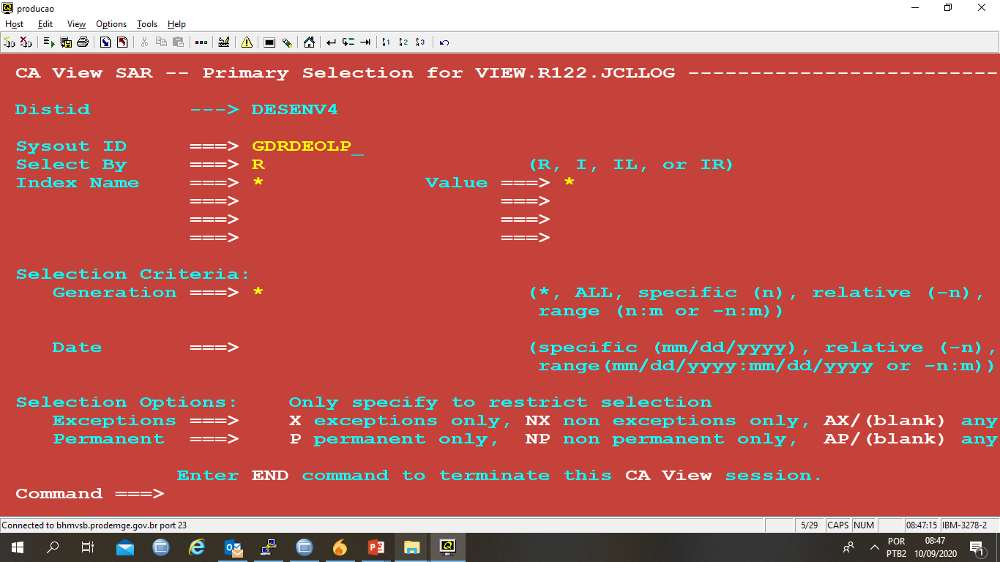 producao
Host Edit View Options Tools Help
CA View SAR -- Primary Selection for VIEW.R122.JCLLOG -------------------------
Distid ---> DESENV4
Sysout ID ===> GDRDEOLP_
Select By ===> R (R, I, IL, or IR)
Index Name ===> * Value ===> *
===> ===>
===> ===>
===> ===>
Selection Criteria:
Generation ===> * (*, ALL, specific (n), relative (-n),
range (n:m or -n:m))
Date ===> (specific (mm/dd/yyyy), relative (-n),
range(mm/dd/yyyy:mm/dd/yyyy or -n:m))
Selection Options: Only specify to restrict selection
Exceptions ===> X exceptions only, NX non exceptions only, AX/(blank) any
Permanent ===> P permanent only, NP non permanent only, AP/(blank) any
Enter END command to terminate this CA View session.
Command ===>
Connected to bhmvsb.prodemge.gov.br port 23 5/29 CAPS NUM 08:47:15 IBM-3278-2
POR 08:47
PTB2 10/09/2020 1